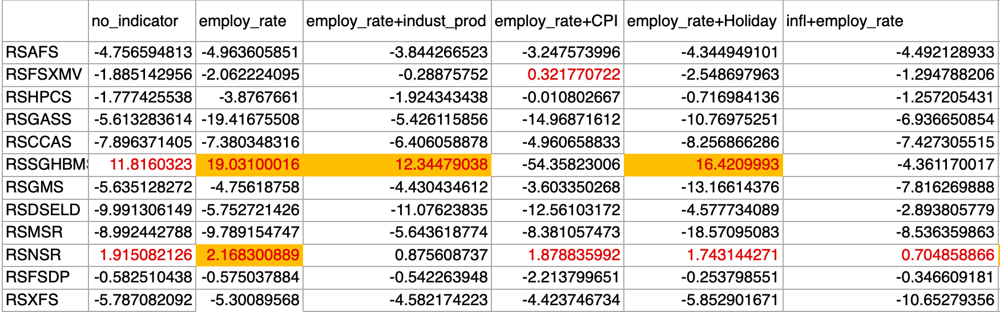 no_indicator employ_rate employ_rate+indust_prod employ_rate+CPI employ_rate+Holiday infl+employ_rate
RSAFS -4.756594813 -4.963605851 -3.844266523 -3.247573996 -4.344949101 -4.492128933
RSFSXMV -1.885142956 -2.062224095 -0.28875752 0.321770722 -2.548697963 -1.294788206
RSHPCS -1.777425538 -3.8767661 -1.924343438 -0.010802667 -0.716984136 -1.257205431
RSGASS -5.613283614 -19.41675508 -5.426115856 -14.96871612 -10.76975251 -6.936650854
RSCCAS -7.896371405 -7.380348316 -6.406058878 -4.960658833 -8.256866286 -7.427305515
RSSGHBMS 11.8160323 19.03100016 12.34479038 -54.35823006 16.4209993 -4.361170017
RSGMS -5.635128272 -4.75618758 -4.430434612 -3.603350268 -13.16614376 -7.816269888
RSDSELD -9.991306149 -5.752721426 -11.07623835 -12.56103172 -4.577734089 -2.893805779
RSMSR -8.992442788 -9.789154747 -5.643618774 -8.381057473 -18.57095083 -8.536359863
RSNSR 1.915082126 2.168300889 0.875608737 1.878835992 1.743144271 0.704858866
RSFSDP -0.582510438 -0.575037884 -0.542263948 -2.213799651 -0.253798551 -0.346609181
RSXFS -5.787082092 -5.30089568 -4.582174223 -4.423746734 -5.852901671 -10.65279356